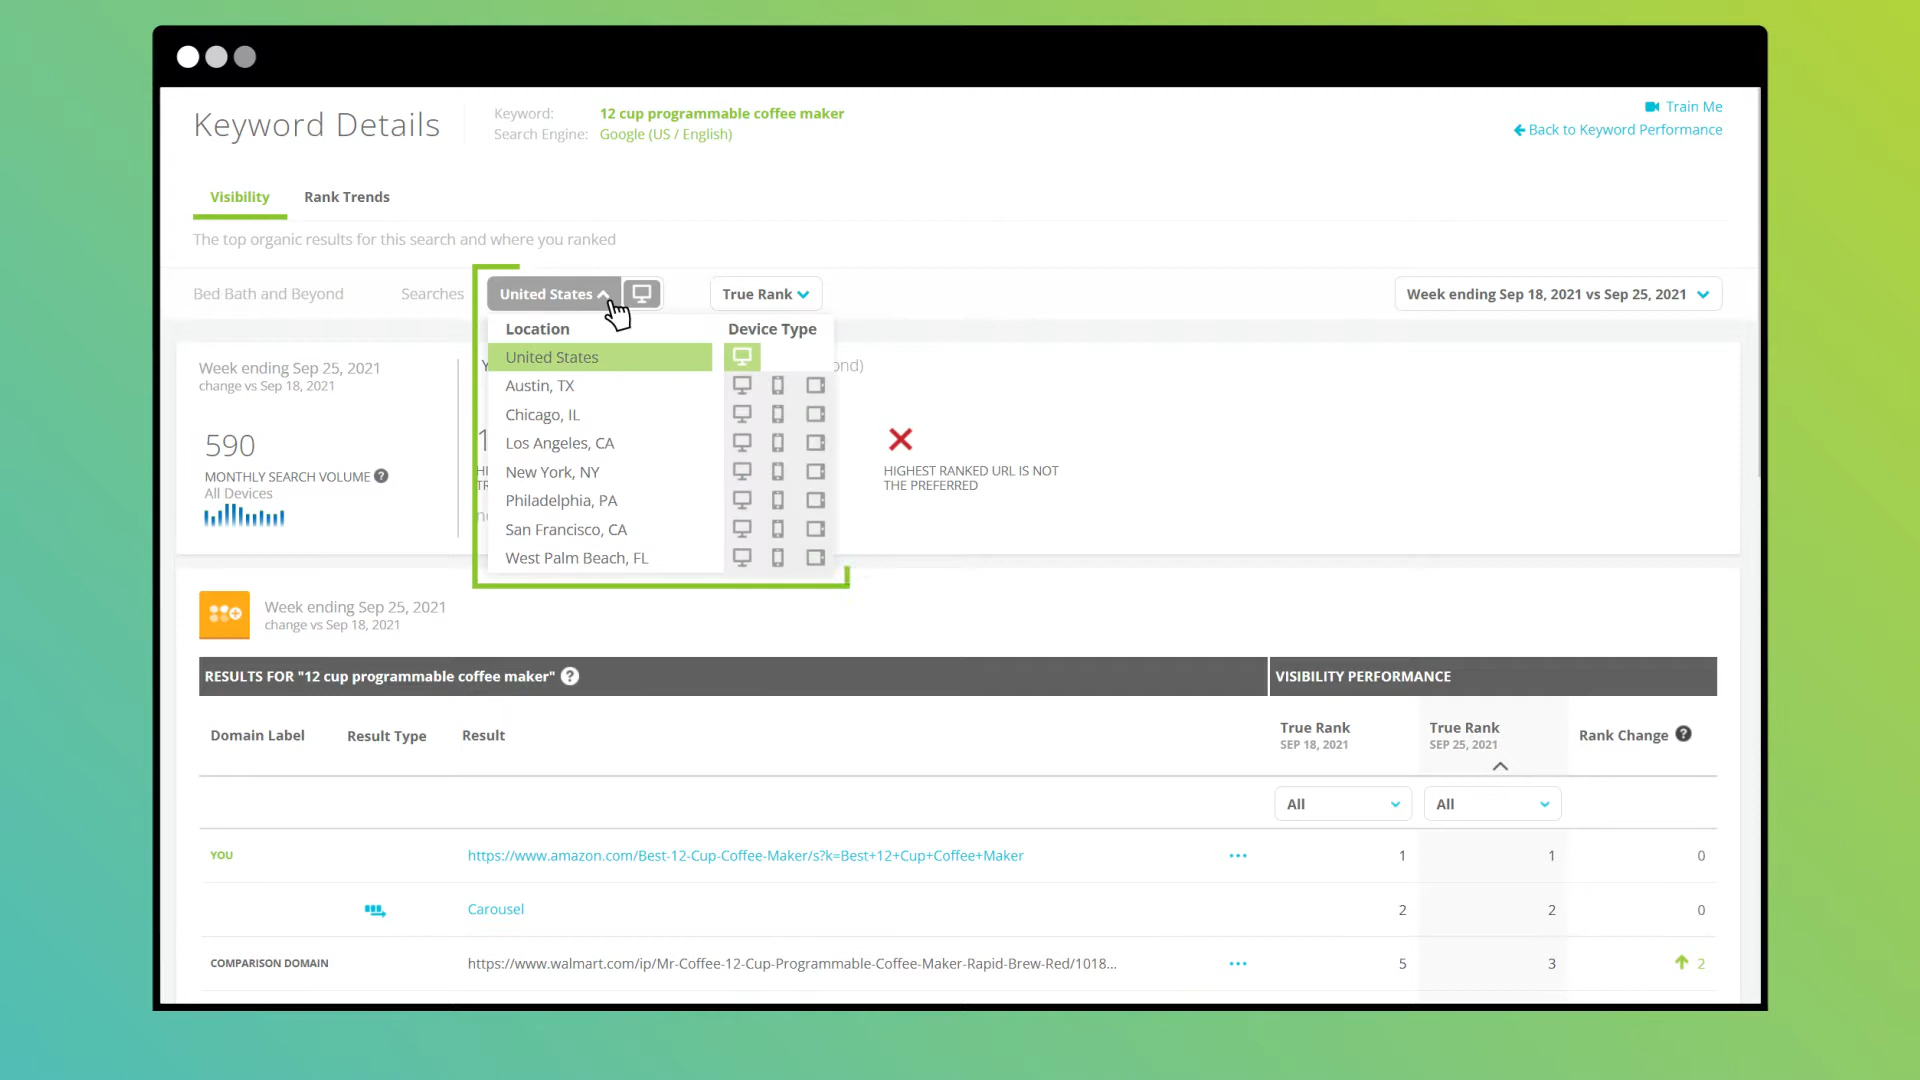 Keyword Details
Keyword: 12 cup programmable coffee maker
Search Engine: Google (US / English)
Train Me
Back to Keyword Performance
Visibility Rank Trends
The top organic results for this search and where you ranked
Bed Bath and Beyond Searches United States True Rank Week ending Sep 18, 2021 vs Sep 25, 2021
Location Device Type
United States
Austin, TX
Chicago, IL
Los Angeles, CA
New York, NY
Philadelphia, PA
San Francisco, CA
West Palm Beach, FL
Week ending Sep 25, 2021
change vs Sep 18, 2021
590
MONTHLY SEARCH VOLUME ?
All Devices
HIGHEST RANKED URL IS NOT
THE PREFERRED
Week ending Sep 25, 2021
change vs Sep 18, 2021
RESULTS FOR "12 cup programmable coffee maker" ? VISIBILITY PERFORMANCE
Domain Label Result Type Result True Rank True Rank Rank Change ?
SEP 18, 2021 SEP 25, 2021
All All
YOU https://www.amazon.com/Best-12-Cup-Coffee-Maker/s?k=Best+12+Cup+Coffee+Maker ••• 1 1 0
Carousel 2 2 0
COMPARISON DOMAIN https://www.walmart.com/ip/Mr-Coffee-12-Cup-Programmable-Coffee-Maker-Rapid-Brew-Red/1018... ••• 5 3 2